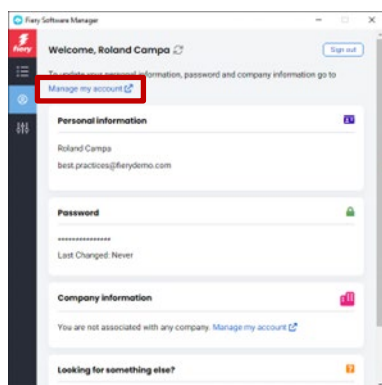 Fiery Software Manager
fiery
Welcome, Roland Campa
Sign out
To update your personal information, password and company information go to
Manage my account
Personal information
Roland Campa
best.practices@fierydemo.com
Password
***************
Last Changed: Never
Company information
You are not associated with any company. Manage my account
Looking for something else?